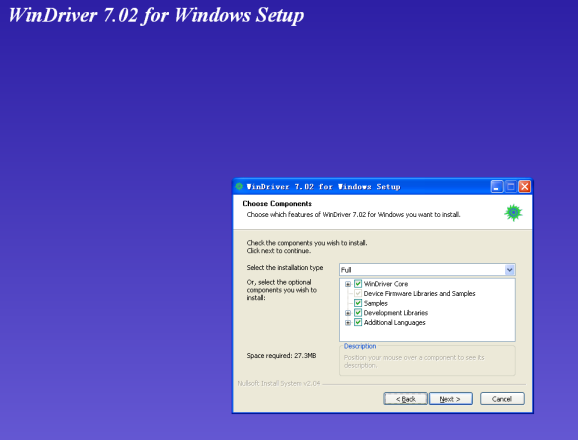 WinDriver 7.02 for Windows Setup
WinDriver 7.02 for Windows Setup
Choose Components
Choose which features of WinDriver 7.02 for Windows you want to install.
Check the components you wish to install.
Click next to continue.
Select the installation type
Full
Or, select the optional
components you wish to
install:
WinDriver Core
Device Firmware Libraries and Samples
Samples
Development Libraries
Additional Languages
Space required: 27.3MB
Description
Position your mouse over a component to see its
description.
Nullsoft Install System v2.04
< Back
Next >
Cancel